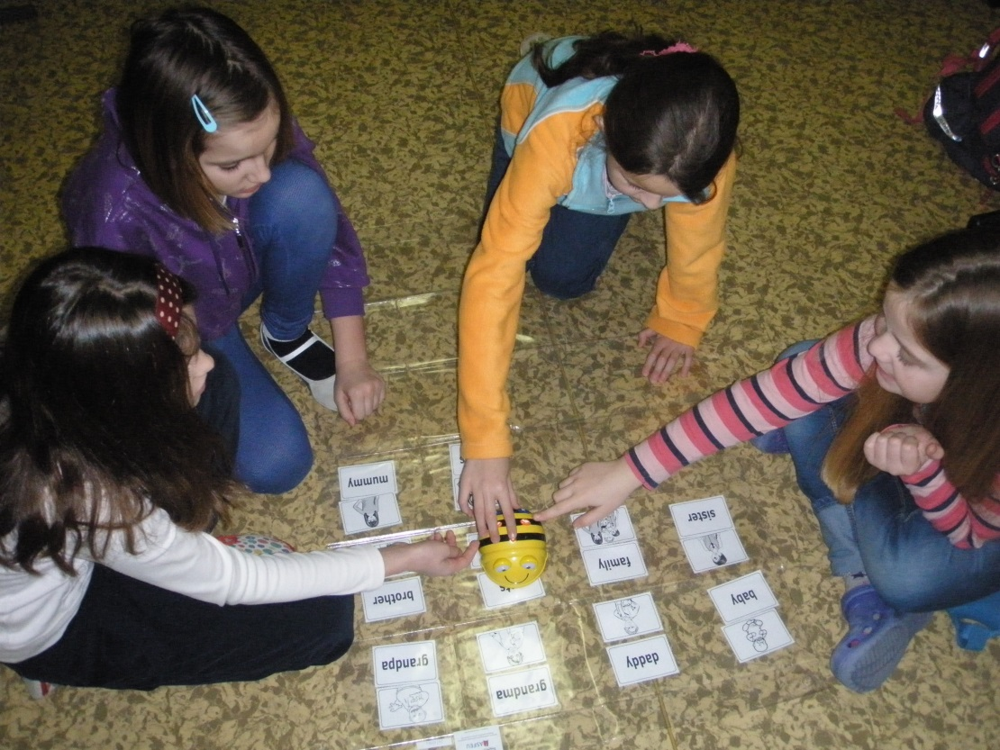 mummy
sister
family
brother
baby
grandpa
daddy
grandma